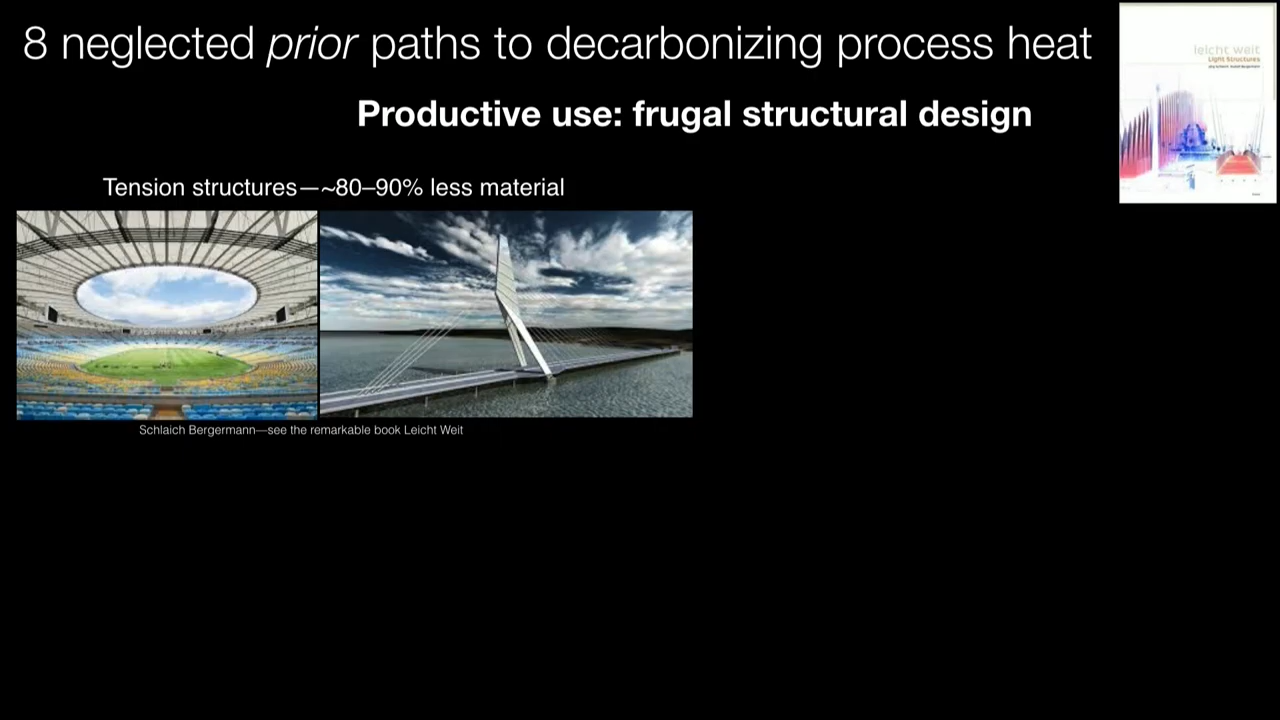 8 neglected prior paths to decarbonizing process heat
leicht weit
Light Structures
Productive use: frugal structural design
Tension structures—~80–90% less material
Schlaich Bergermann—see the remarkable book Leicht Weit